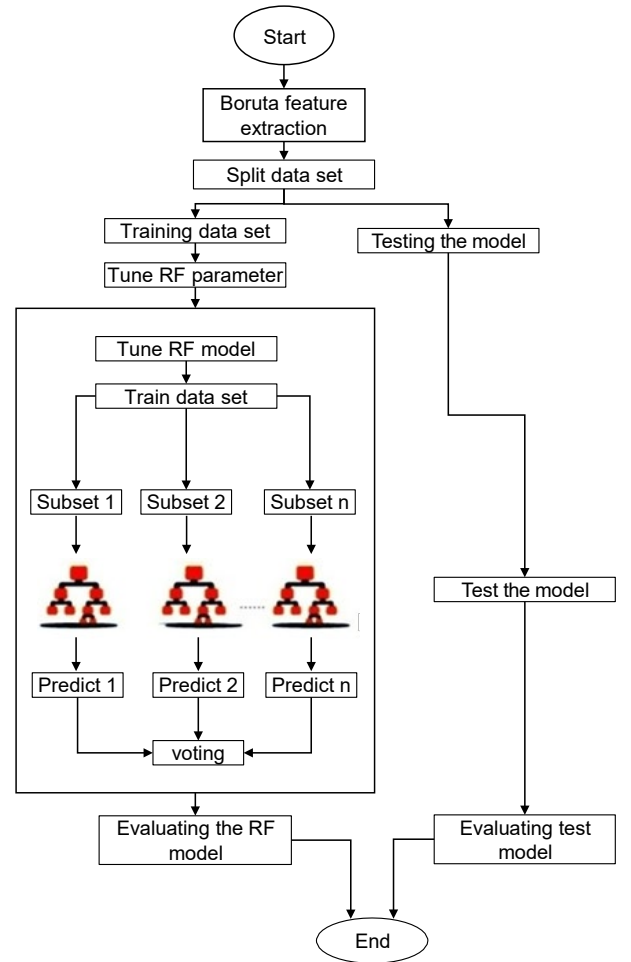 Start
Boruta feature
extraction
Split data set
Training data set
Testing the model
Tune RF parameter
Tune RF model
Train data set
Subset 1
Subset 2
Subset n
......
Test the model
Predict 1
Predict 2
Predict n
voting
Evaluating the RF
model
Evaluating test
model
End